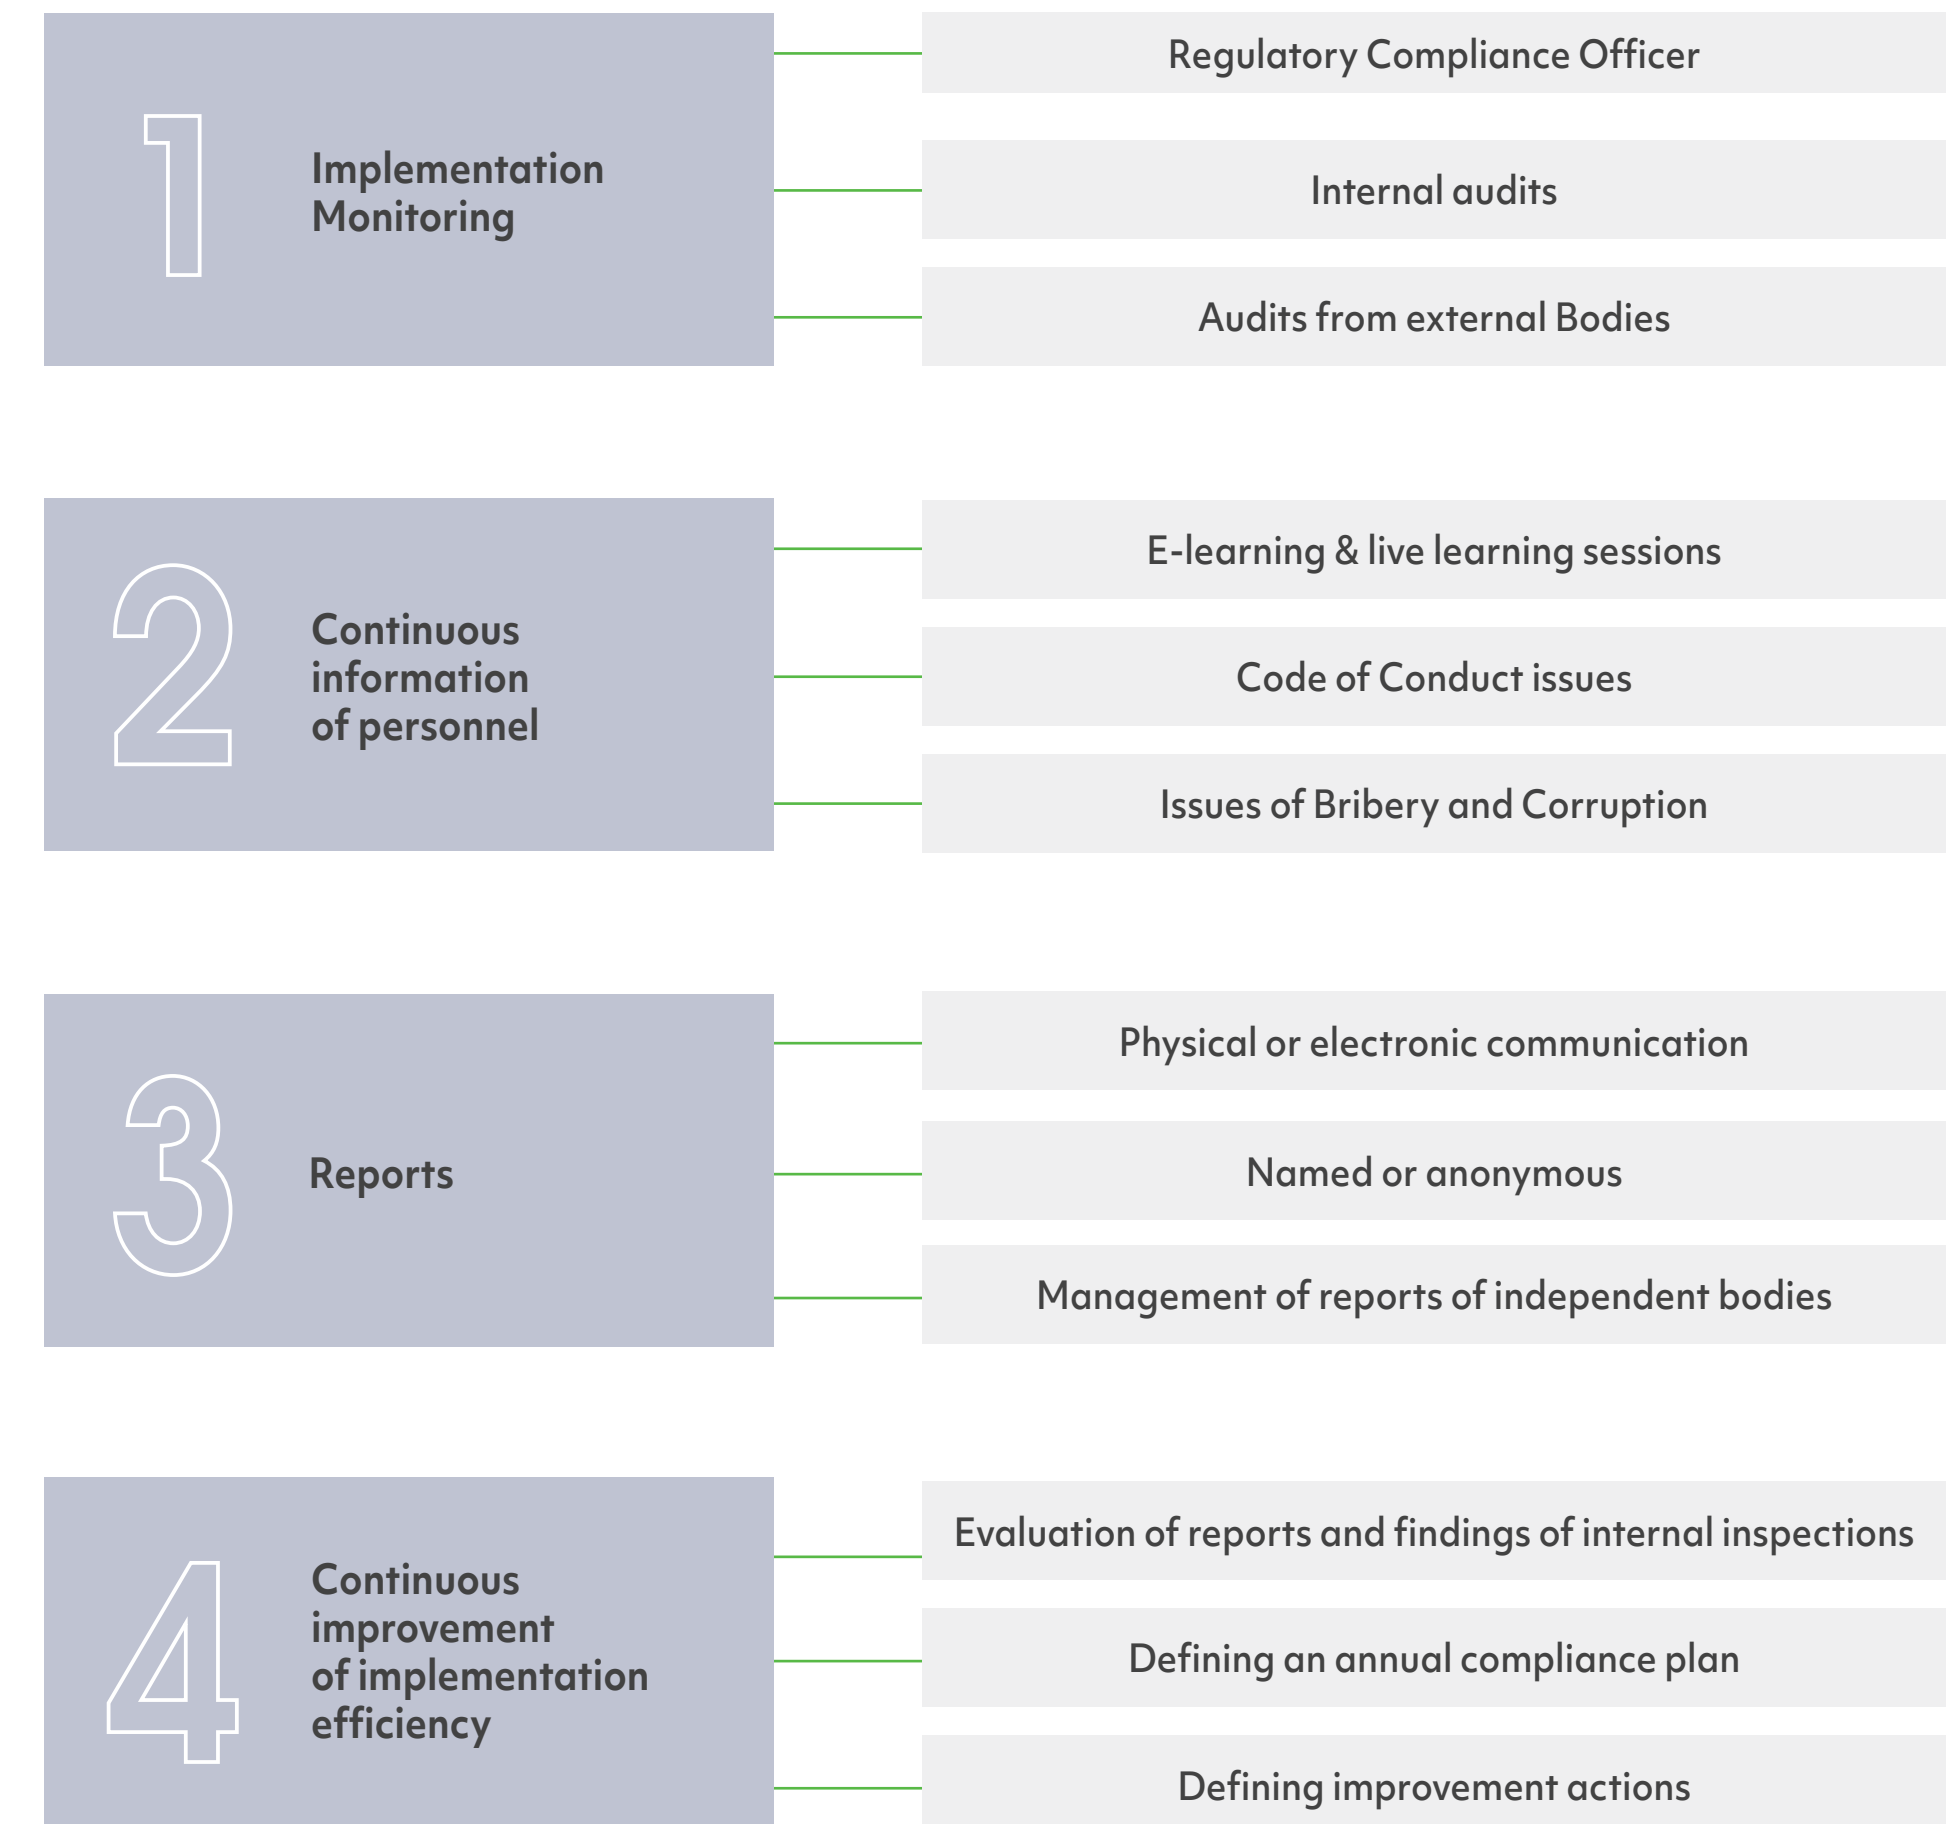 1
Implementation
Monitoring
Regulatory Compliance Officer
Internal audits
Audits from external Bodies
2
Continuous
information
of personnel
E-learning & live learning sessions
Code of Conduct issues
Issues of Bribery and Corruption
3
Reports
Physical or electronic communication
Named or anonymous
Management of reports of independent bodies
4
Continuous
improvement
of implementation
efficiency
Evaluation of reports and findings of internal inspections
Defining an annual compliance plan
Defining improvement actions